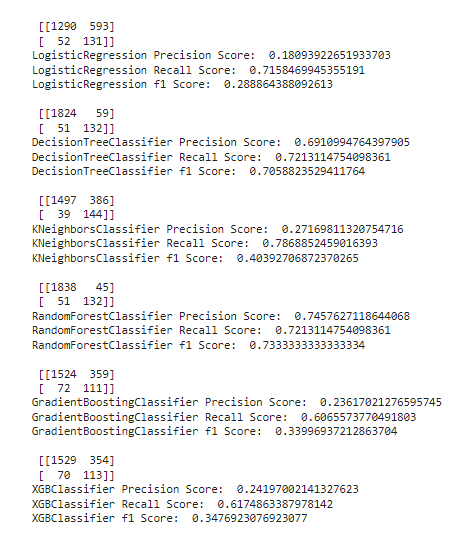 [[1290  593]
[  52  131]]
LogisticRegression Precision Score:  0.18093922651933703
LogisticRegression Recall Score:  0.7158469945355191
LogisticRegression f1 Score:  0.288864388092613
[[1824   59]
[  51  132]]
DecisionTreeClassifier Precision Score:  0.6910994764397905
DecisionTreeClassifier Recall Score:  0.7213114754098361
DecisionTreeClassifier f1 Score:  0.7058823529411764
[[1497  386]
[  39  144]]
KNeighborsClassifier Precision Score:  0.27169811320754716
KNeighborsClassifier Recall Score:  0.7868852459016393
KNeighborsClassifier f1 Score:  0.40392706872370265
[[1838   45]
[  51  132]]
RandomForestClassifier Precision Score:  0.7457627118644068
RandomForestClassifier Recall Score:  0.7213114754098361
RandomForestClassifier f1 Score:  0.7333333333333334
[[1524  359]
[  72  111]]
GradientBoostingClassifier Precision Score:  0.23617021276595745
GradientBoostingClassifier Recall Score:  0.6065573770491803
GradientBoostingClassifier f1 Score:  0.33996937212863704
[[1529  354]
[  70  113]]
XGBClassifier Precision Score:  0.24197002141327623
XGBClassifier Recall Score:  0.6174863387978142
XGBClassifier f1 Score:  0.3476923076923077